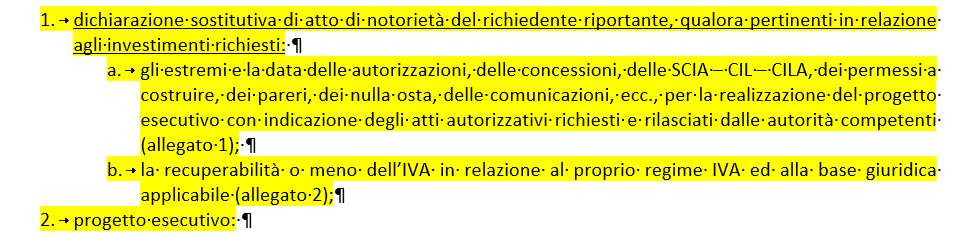 1. dichiarazione sostitutiva di atto di notorietà del richiedente riportante, qualora pertinenti in relazione
agli investimenti richiesti:
a. gli estremi e la data delle autorizzazioni, delle concessioni, delle SCIA – CIL – CILA, dei permessi a
costruire, dei pareri, dei nulla osta, delle comunicazioni, ecc., per la realizzazione del progetto
esecutivo con indicazione degli atti autorizzativi richiesti e rilasciati dalle autorità competenti
(allegato 1);
b. la recuperabilità o meno dell’IVA in relazione al proprio regime IVA ed alla base giuridica
applicabile (allegato 2);
2. progetto esecutivo: